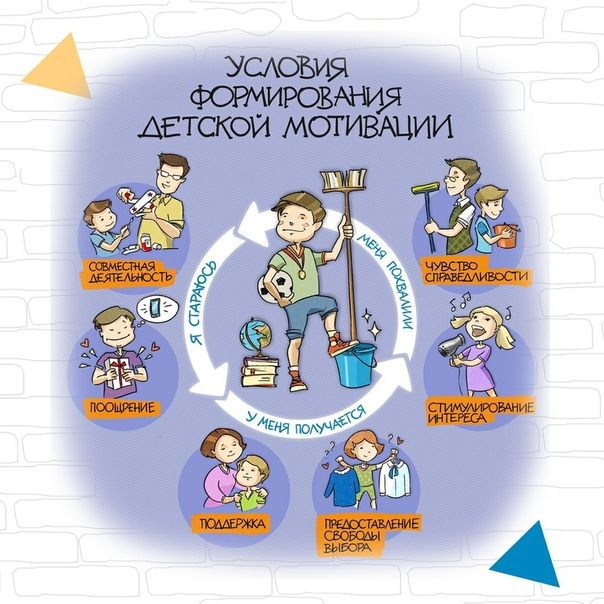 УСЛОВИЯ
ФОРМИРОВАНИЯ
ДЕТСКОЙ МОТИВАЦИИ
СОВМЕСТНАЯ
ДЕЯТЕЛЬНОСТЬ
ЧУВСТВО
СПРАВЕДЛИВОСТИ
Я СТАРАЮСЬ
МЕНЯ ПОХВАЛИЛИ
У МЕНЯ ПОЛУЧАЕТСЯ
ПООЩРЕНИЕ
СТИМУЛИРОВАНИЕ
ИНТЕРЕСА
ПОДДЕРЖКА
ПРЕДОСТАВЛЕНИЕ
СВОБОДЫ
ВЫБОРА